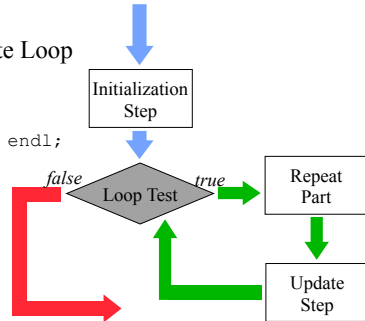 te Loop
Initialization
Step
endl;
false
true
Loop Test
Repeat
Part
Update
Step